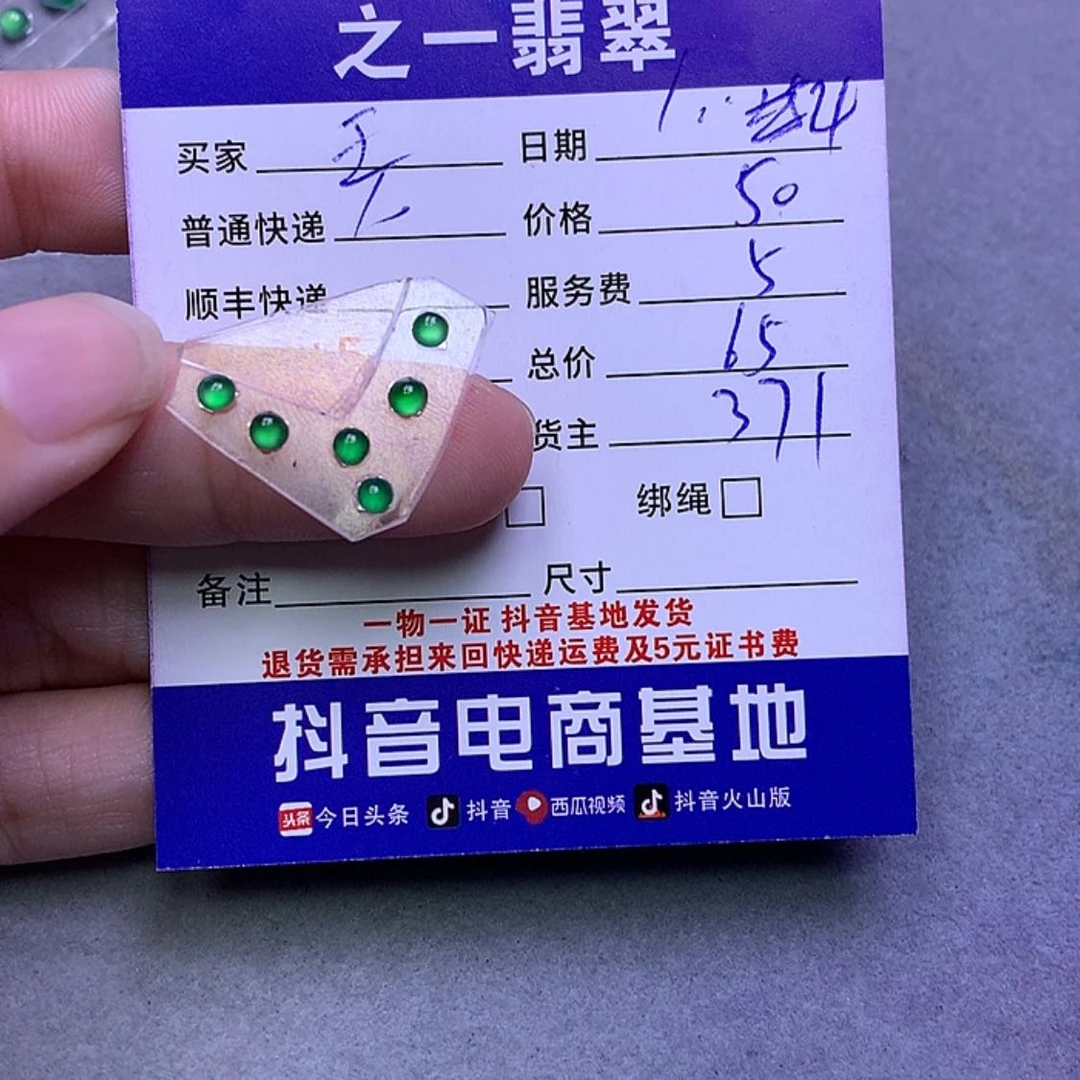 之一翡翠
买家 王 日期
普通快递 价格 50
顺丰快递 服务费 5
总价 65
货主 371
绑绳
备注 尺寸
一物一证 抖音基地发货
退货需承担来回快递运费及5元证书费
抖音电商基地
头条 今日头条 抖音 西瓜视频 抖音火山版